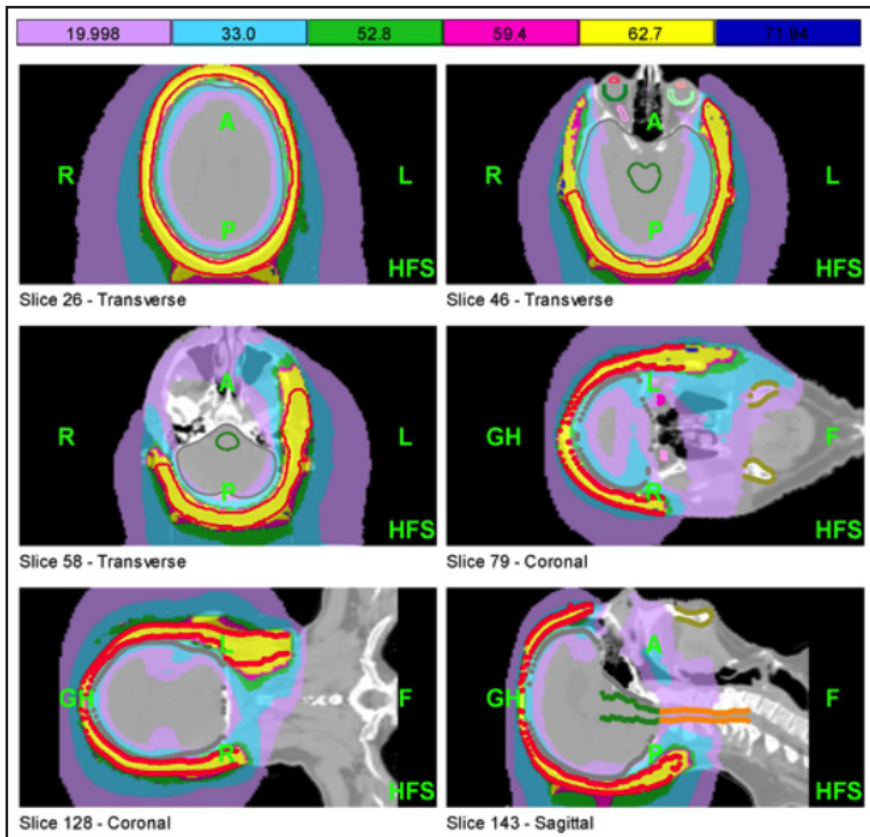 19.998 33.0 52.8 59.4 62.7 71.94
A
R L
P
HFS
Slice 26 - Transverse
A
R L
P
HFS
Slice 46 - Transverse
A
R L
P
HFS
Slice 58 - Transverse
L
GH F
R
HFS
Slice 79 - Coronal
L
GH F
R
HFS
Slice 128 - Coronal
A
GH F
P
HFS
Slice 143 - Sagittal